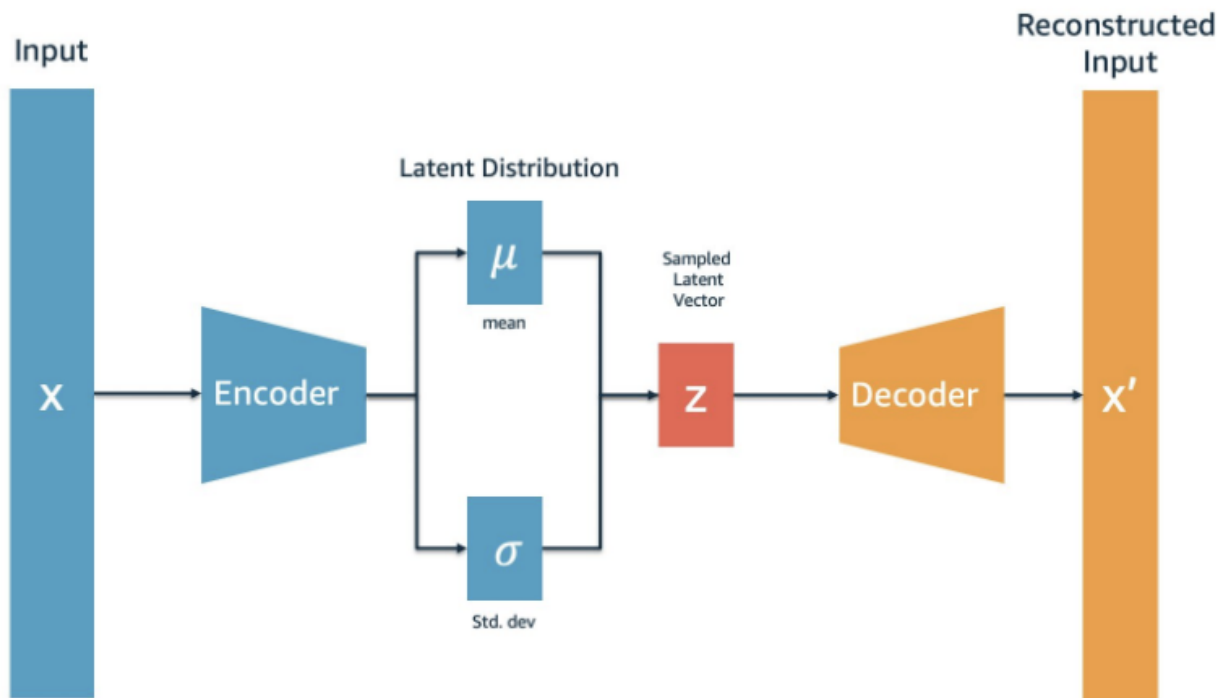 Input
x
Encoder
Latent Distribution
μ
mean
σ
Std. dev
Sampled
Latent
Vector
z
Decoder
Reconstructed
Input
x′